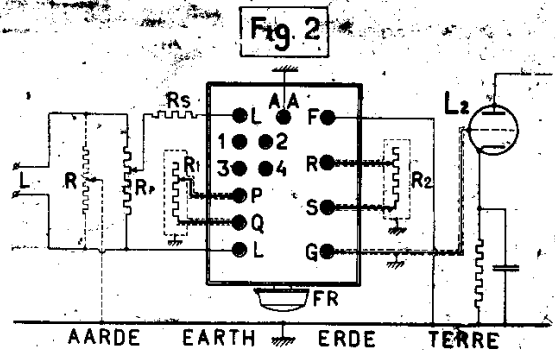 Fig. 2
L
R
Rp
Rs
L
A A
F
1 2
3 4
R1
P
Q
L
R
S
G
R2
L2
FR
AARDE EARTH ERDE TERRE